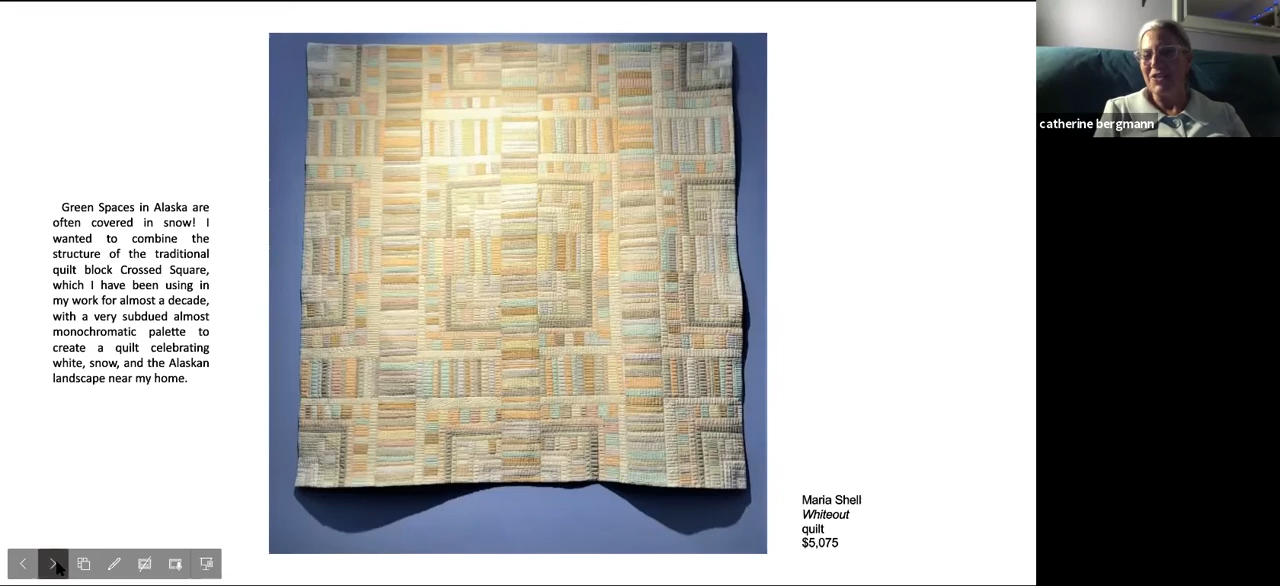 Green Spaces in Alaska are
often covered in snow! I
wanted to combine the
structure of the traditional
quilt block Crossed Square,
which I have been using in
my work for almost a decade,
with a very subdued almost
monochromatic palette to
create a quilt celebrating
white, snow, and the Alaskan
landscape near my home.
Maria Shell
Whiteout
quilt
$5,075
catherine bergmann